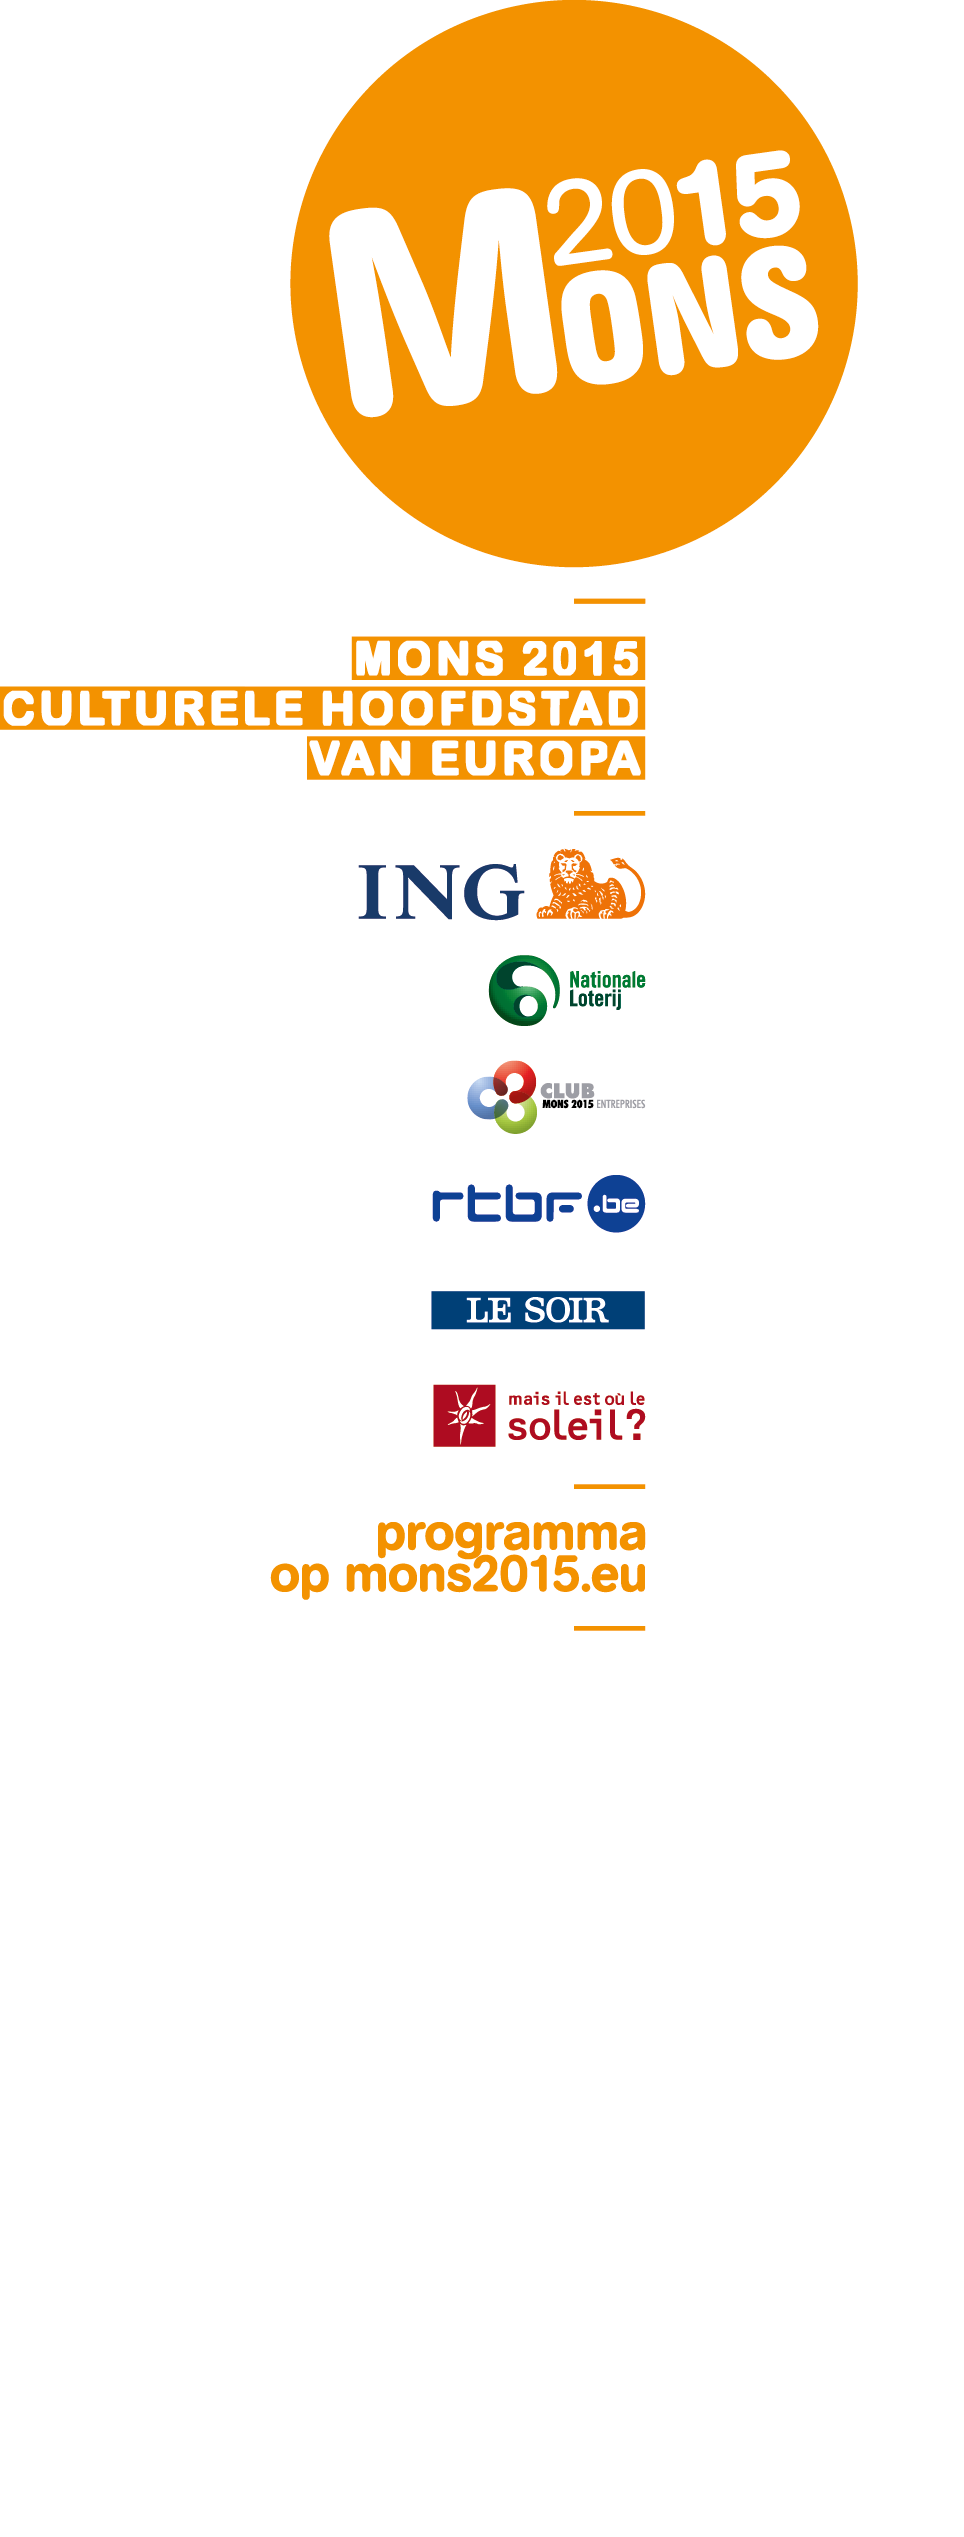 2015
MONS
MONS 2015
CULTURELE HOOFDSTAD
VAN EUROPA
ING
Nationale
Loterij
CLUB
MONS 2015 ENTREPRISES
rtbf.be
LE SOIR
mais il est où le
soleil?
programma
op mons2015.eu